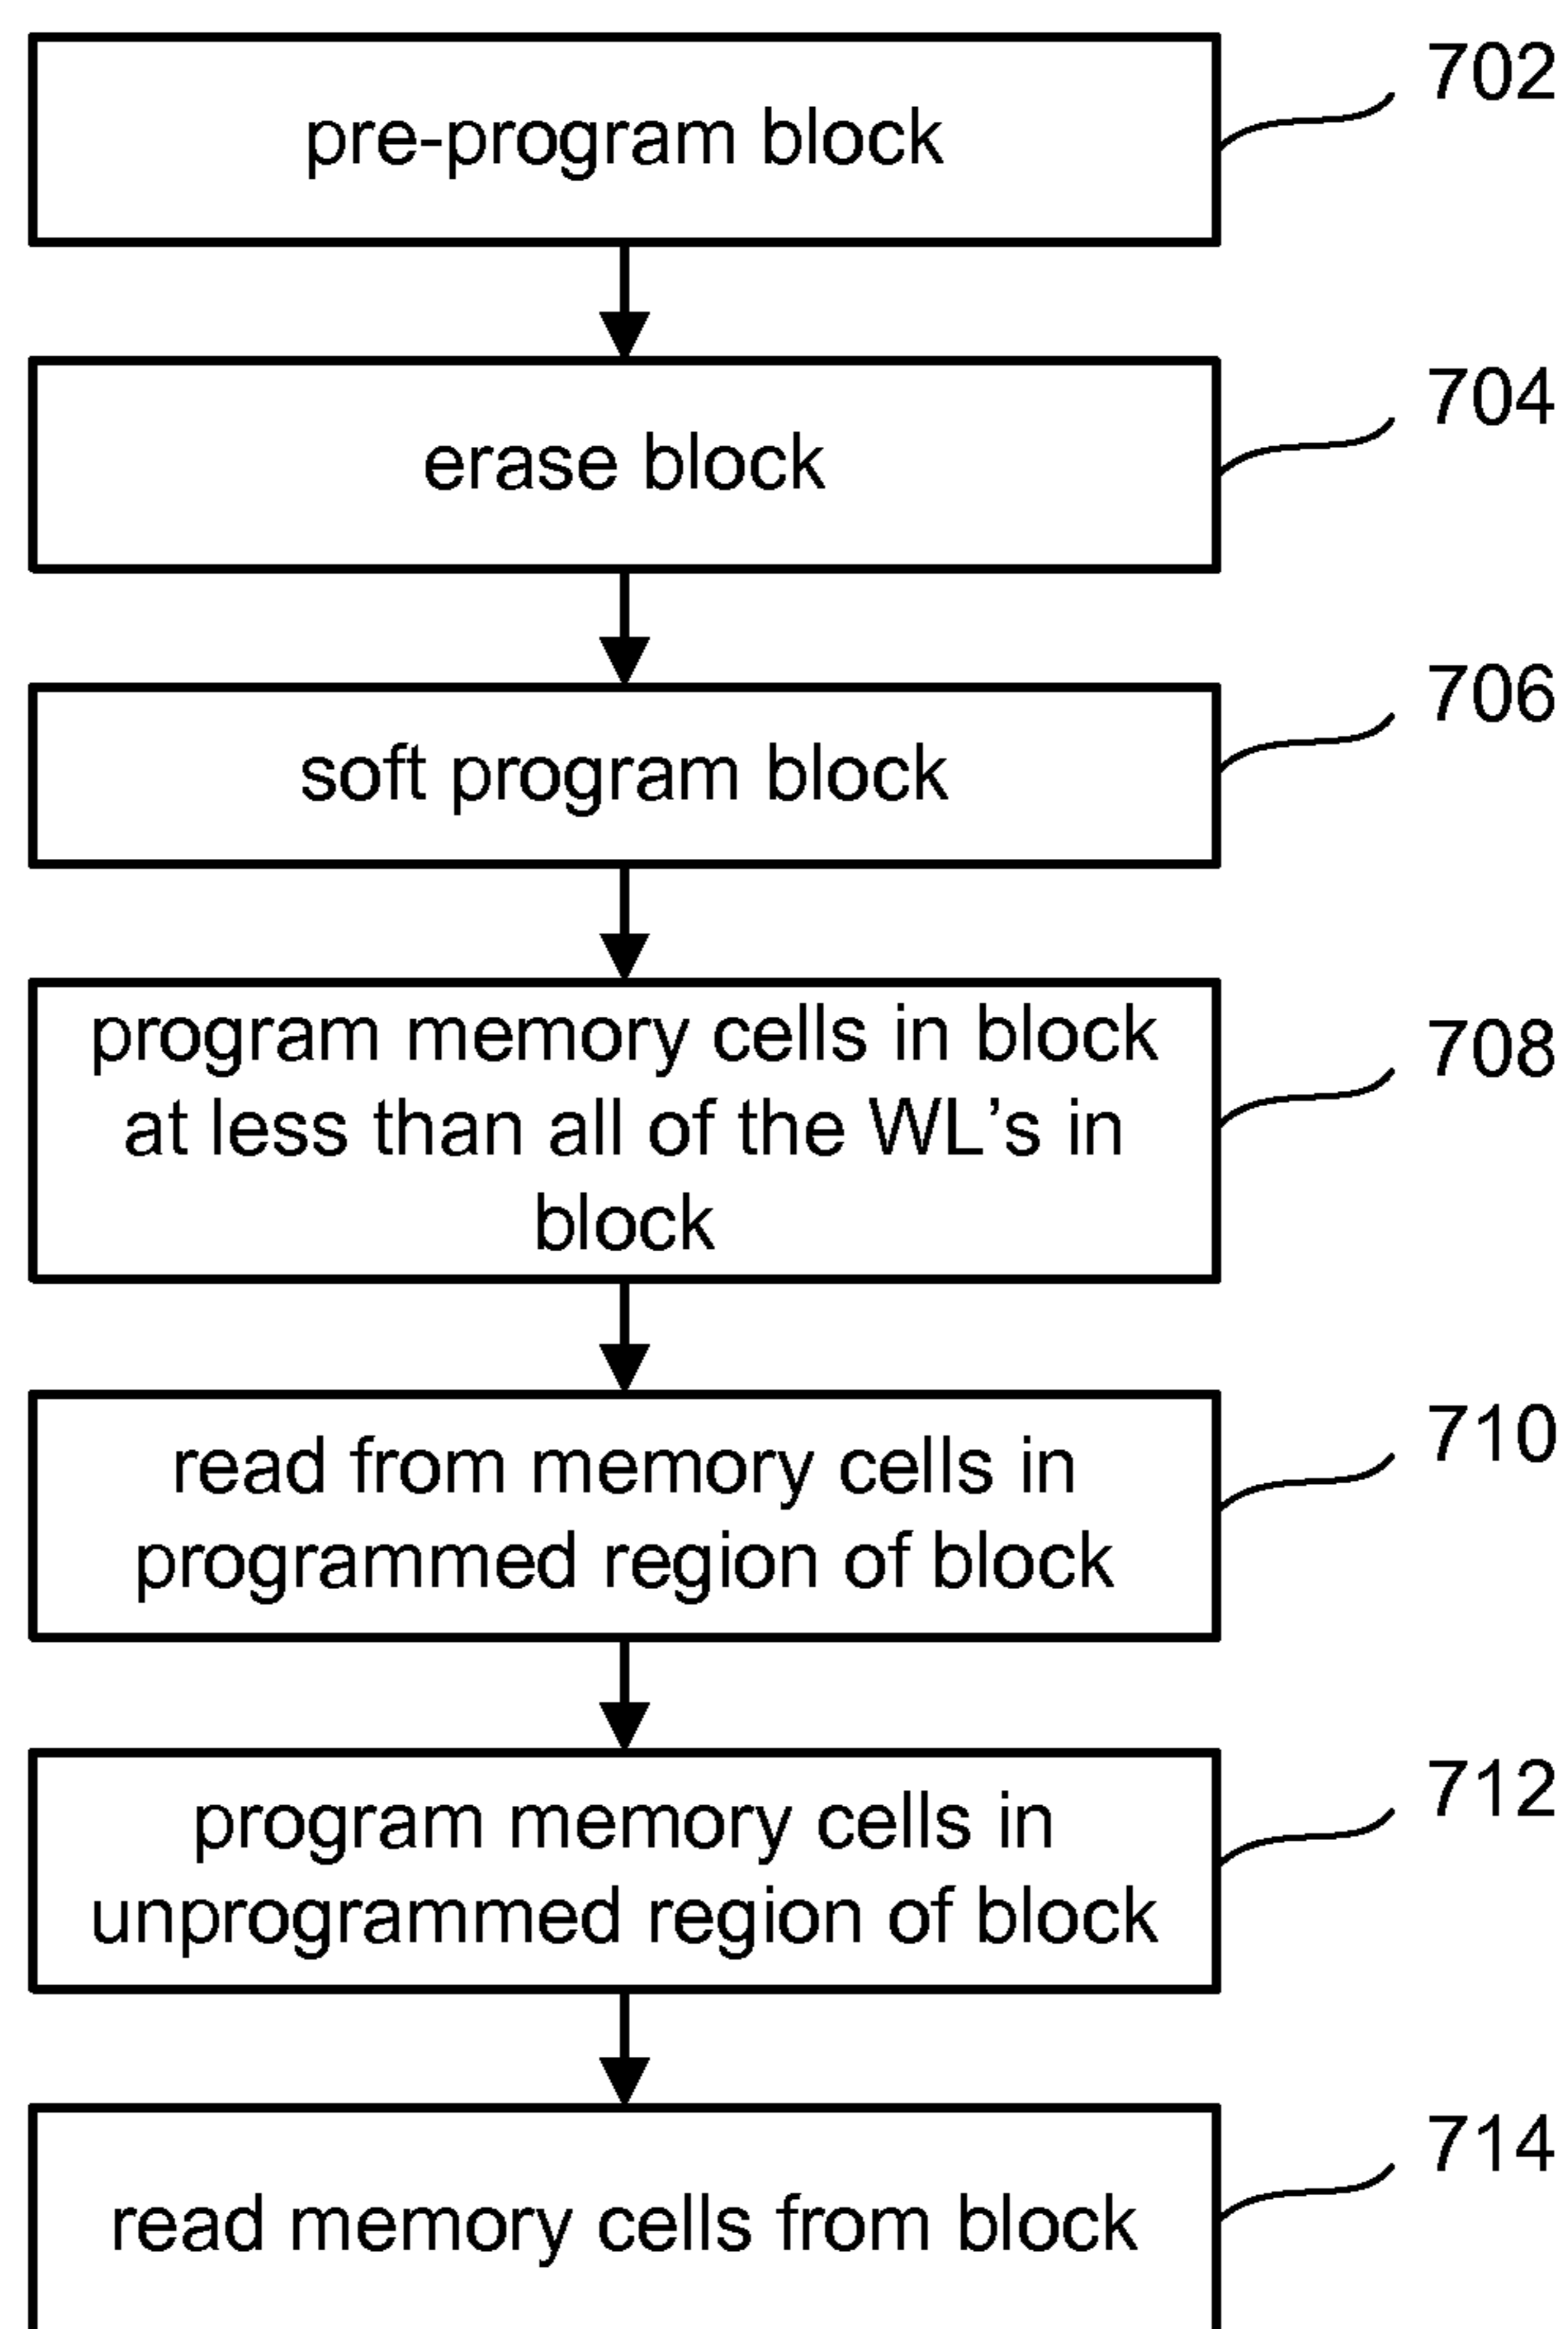 702
pre-program block
704
erase block
706
soft program block
708
program memory cells in block
at less than all of the WL's in
block
710
read from memory cells in
programmed region of block
712
program memory cells in
unprogrammed region of block
714
read memory cells from block